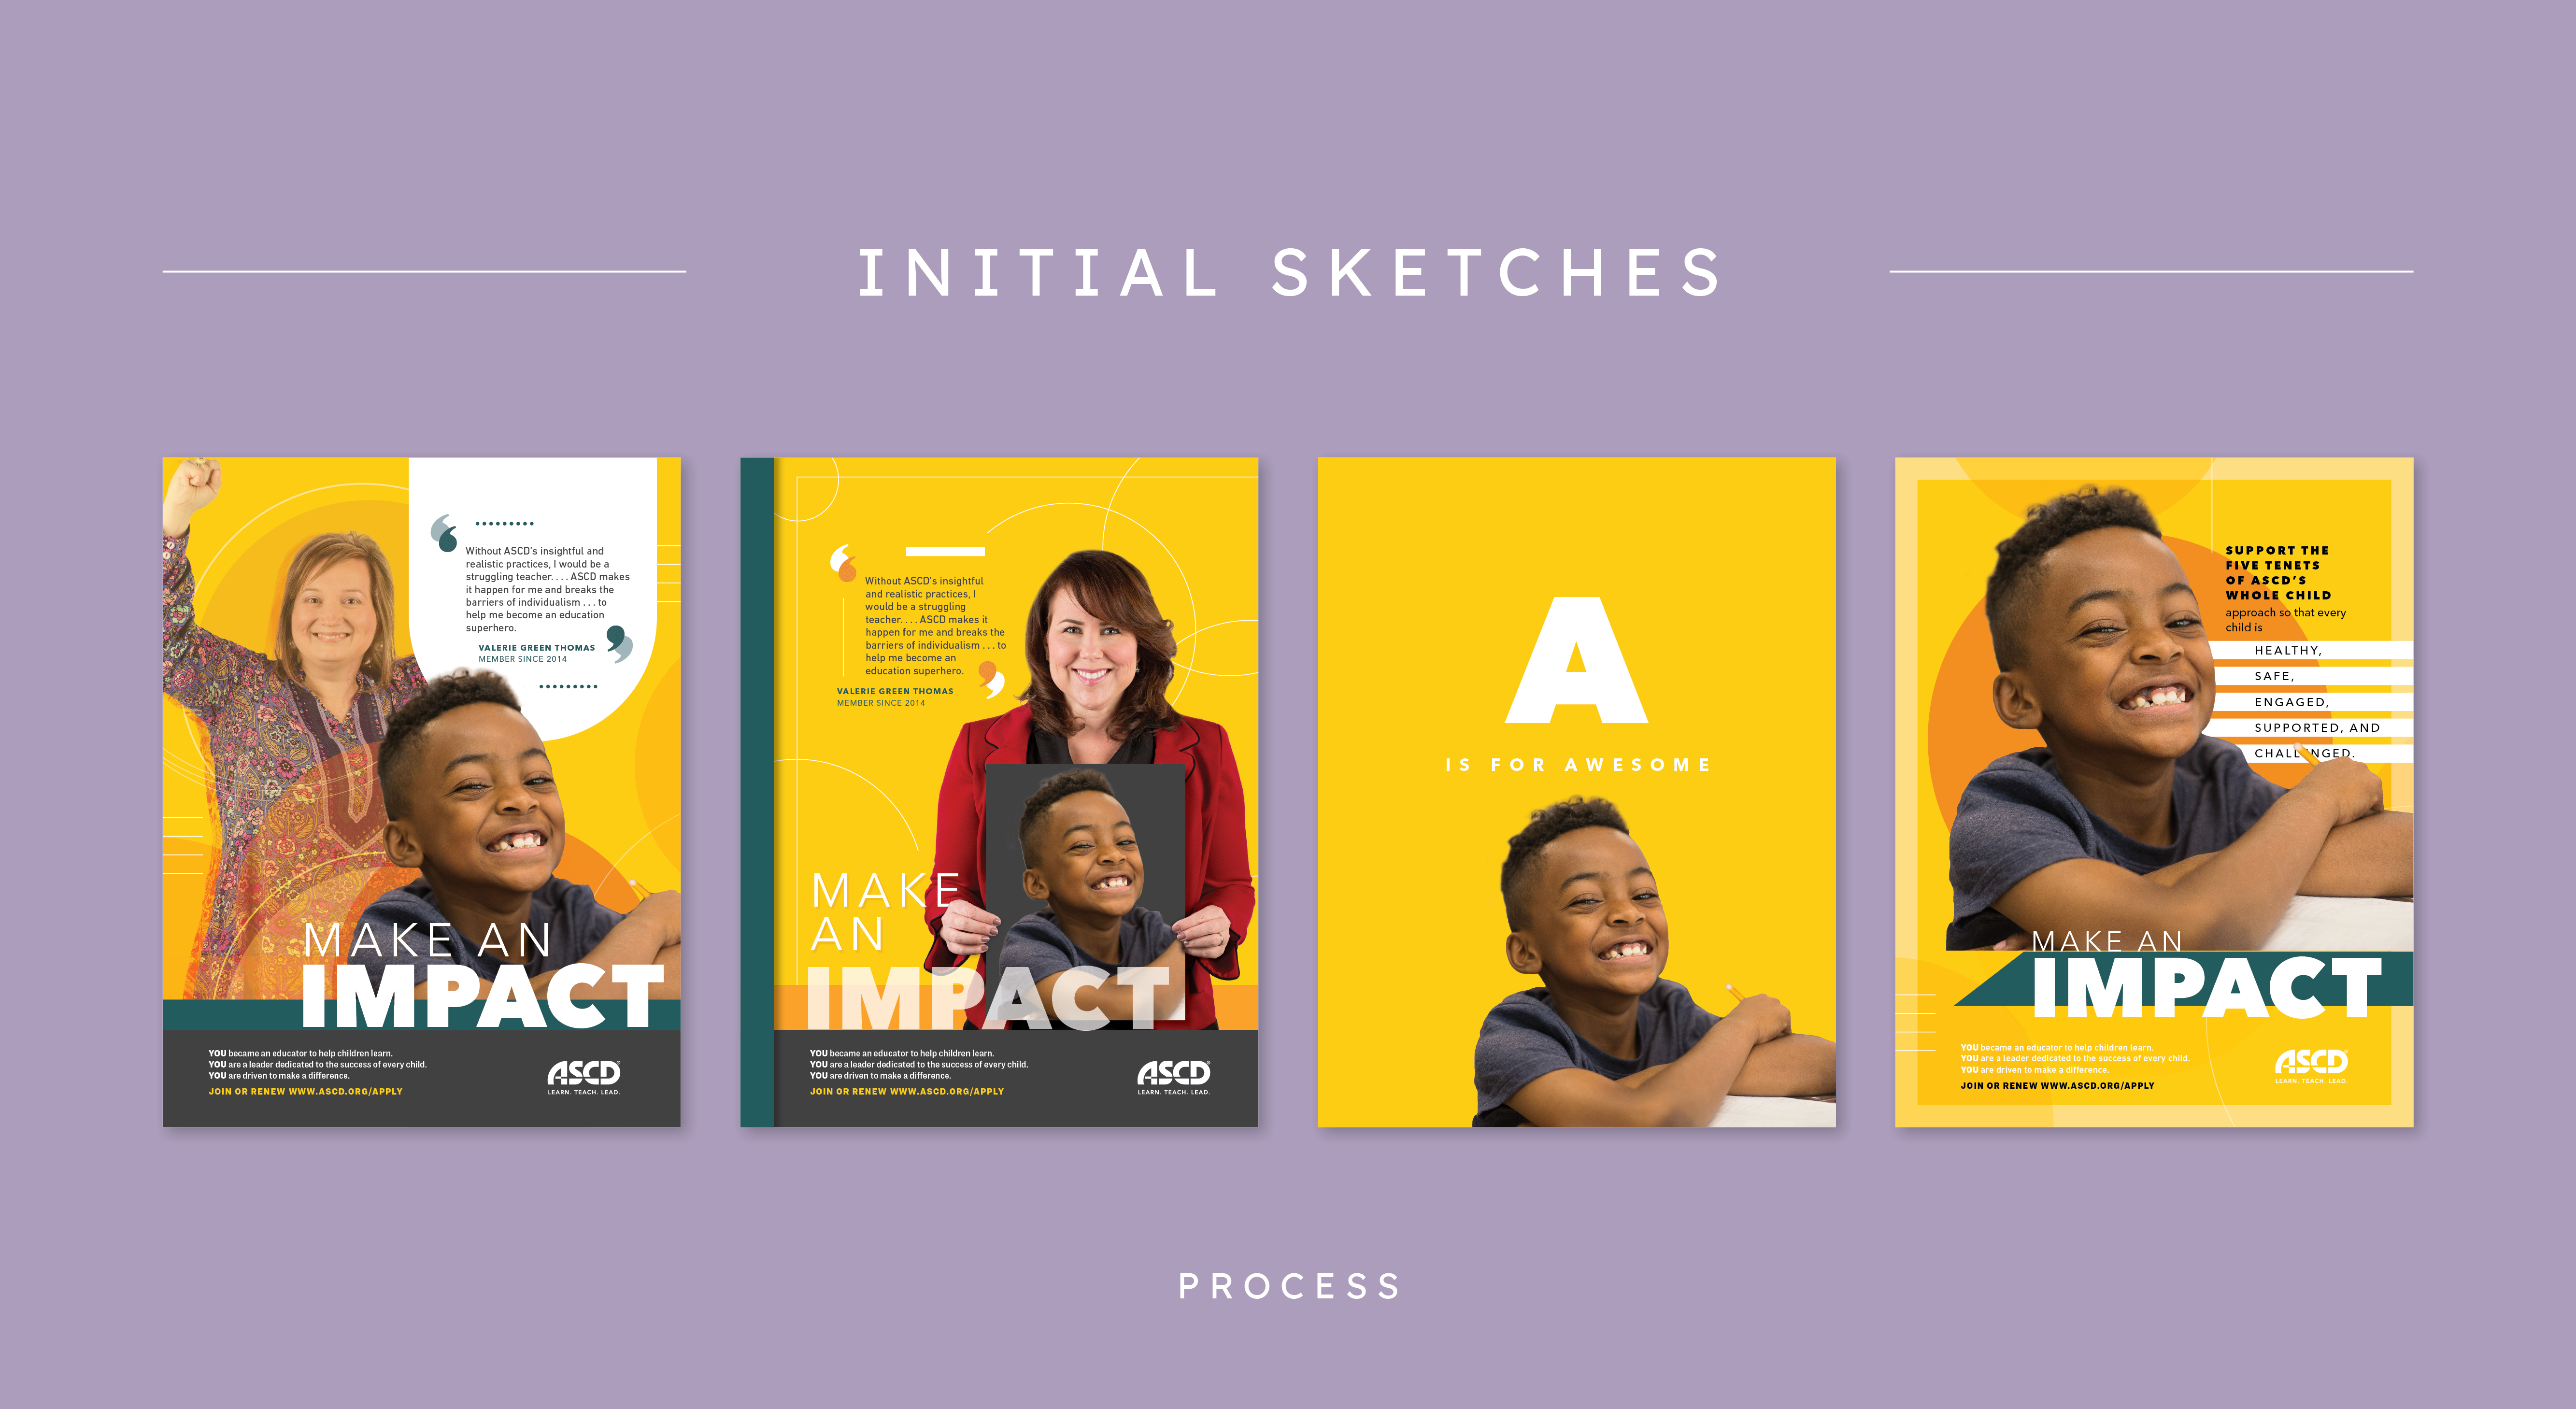 INITIAL SKETCHES
Without ASCD's insightful and
realistic practices, I would be a
struggling teacher. . . . ASCD makes
it happen for me and breaks the
barriers of individualism . . . to
help me become an education
superhero.
VALERIE GREEN THOMAS
MEMBER SINCE 2014
MAKE AN
IMPACT
YOU became an educator to help children learn.
YOU are a leader dedicated to the success of every child.
YOU are driven to make a difference.
JOIN OR RENEW WWW.ASCD.ORG/APPLY
ASCD®
LEARN. TEACH. LEAD.
Without ASCD's insightful
and realistic practices, I
would be a struggling
teacher. . . . ASCD makes it
happen for me and breaks the
barriers of individualism . . . to
help me become an
education superhero.
VALERIE GREEN THOMAS
MEMBER SINCE 2014
MAKE
AN
IMPACT
YOU became an educator to help children learn.
YOU are a leader dedicated to the success of every child.
YOU are driven to make a difference.
JOIN OR RENEW WWW.ASCD.ORG/APPLY
ASCD®
LEARN. TEACH. LEAD.
A
IS FOR AWESOME
SUPPORT THE
FIVE TENETS
OF ASCD'S
WHOLE CHILD
approach so that every
child is
HEALTHY,
SAFE,
ENGAGED,
SUPPORTED, AND
CHALLENGED.
MAKE AN
IMPACT
YOU became an educator to help children learn.
YOU are a leader dedicated to the success of every child.
YOU are driven to make a difference.
JOIN OR RENEW WWW.ASCD.ORG/APPLY
ASCD®
LEARN. TEACH. LEAD.
PROCESS